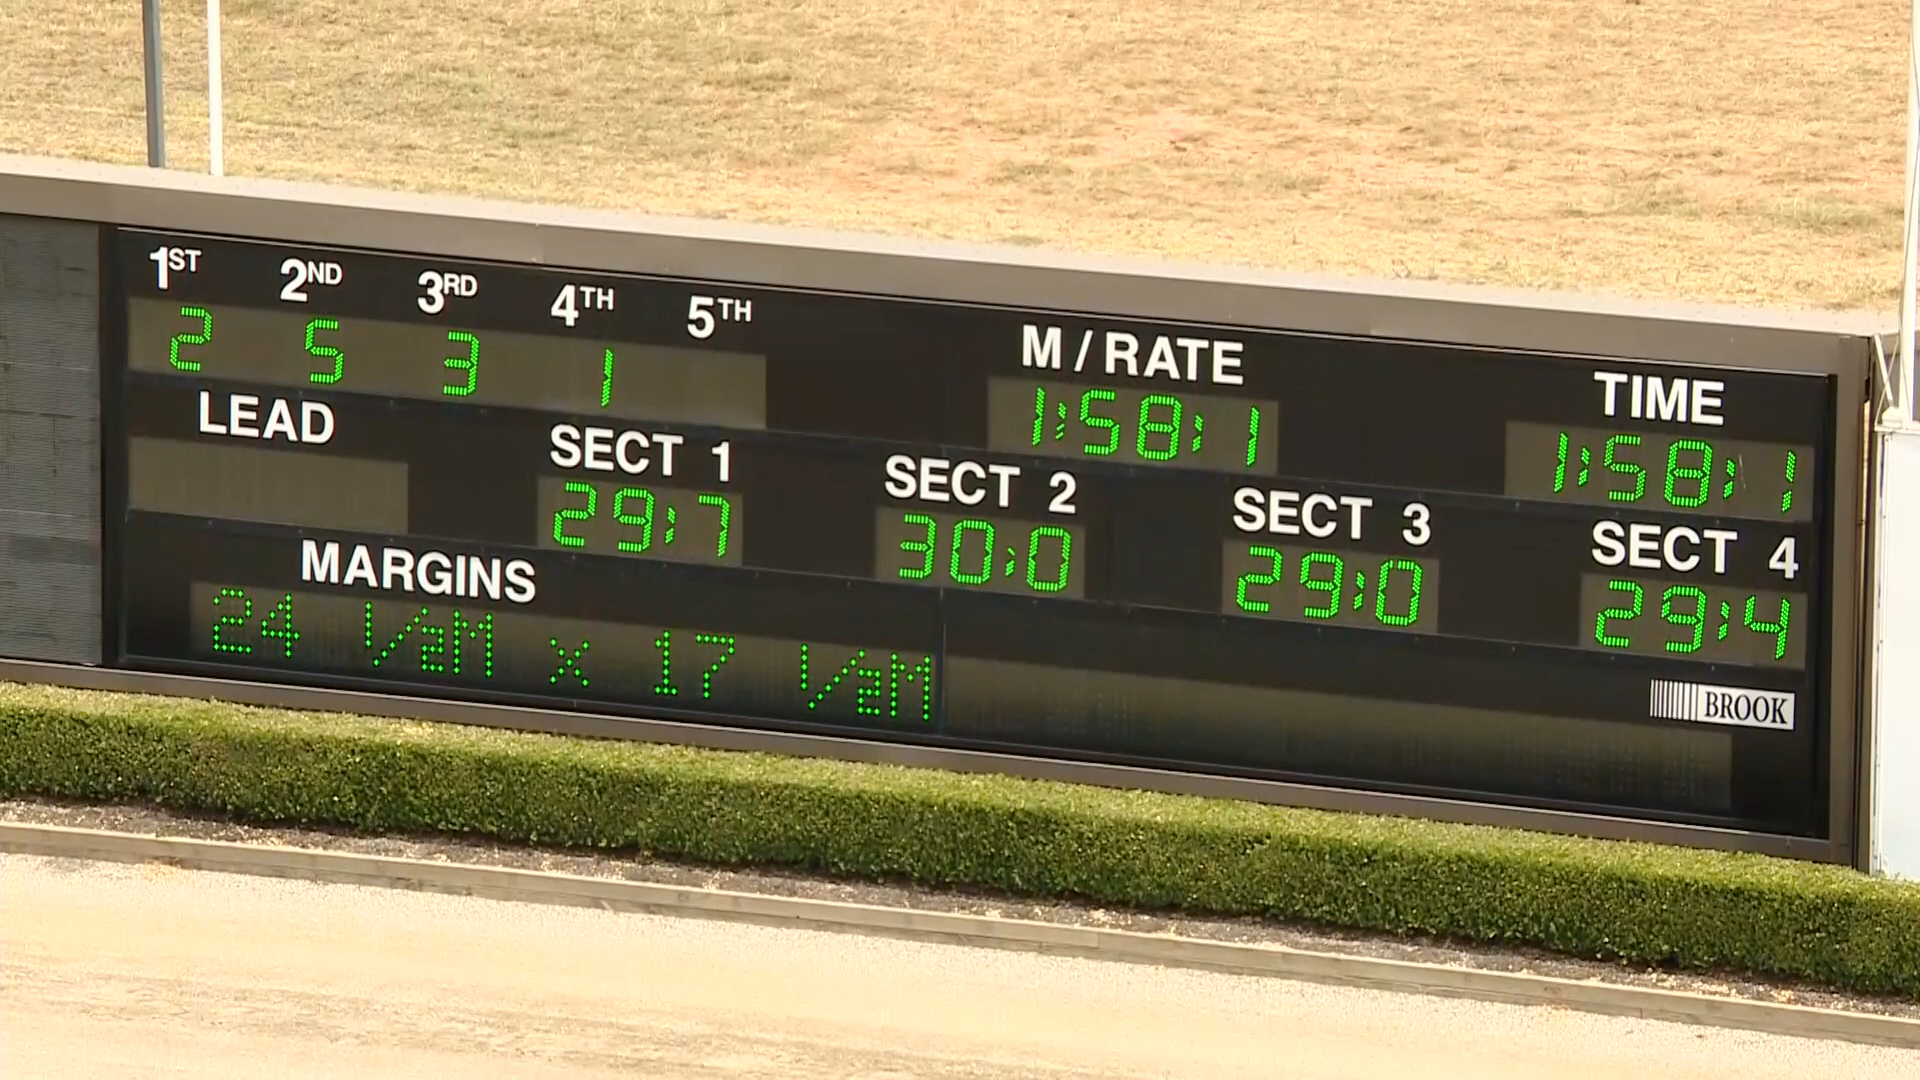 1ST 2ND 3RD 4TH 5TH
2 5 3 1
M / RATE
1:58:1
TIME
1:58:1
LEAD
SECT 1 SECT 2 SECT 3 SECT 4
29:7 30:0 29:0 29:4
MARGINS
24 1/2M x 17 1/2M
BROOK